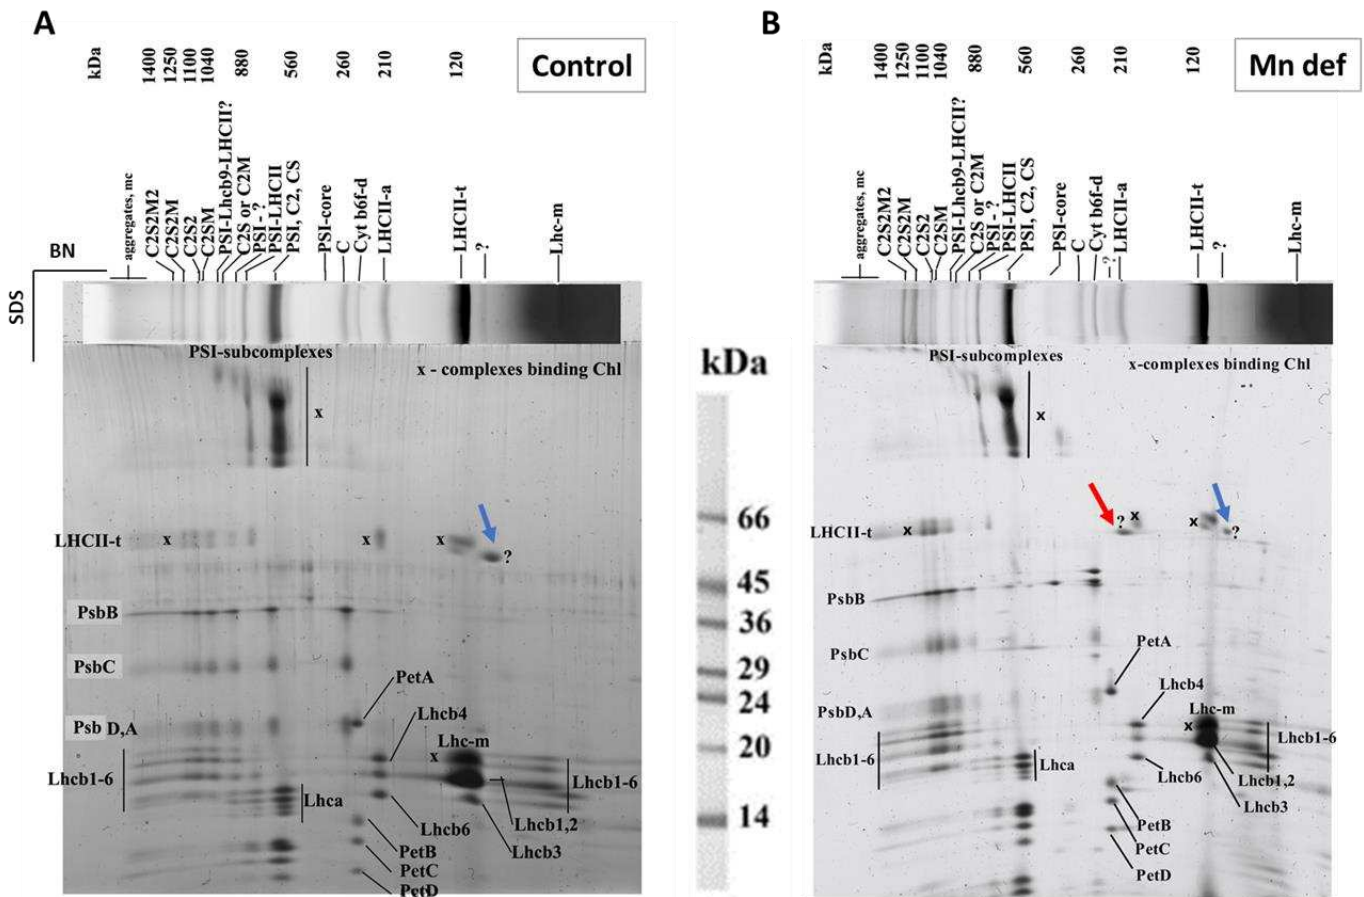 A
kDa
1400
1250
1100
1040
880
560
260
210
120
Control
aggregates, mc
C2S2M2
C2S2M
C2S2
C2SM
PSI-Lhcb9-LHCII?
C2S or C2M
PSI - ?
PSI-LHCII
PSI, C2, CS
PSI-core
C
Cyt b6f-d
LHCII-a
LHCII-t
?
Lhc-m
BN
SDS
PSI-subcomplexes
x - complexes binding Chl
x
LHCII-t
x
x
x
?
PsbB
PsbC
PetA
Psb D,A
Lhcb4
Lhc-m
x
Lhcb1-6
Lhcb1-6
Lhca
Lhcb6
Lhcb1,2
PetB
Lhcb3
PetC
PetD
kDa
66
45
36
29
24
20
14
B
kDa
1400
1250
1100
1040
880
560
260
210
120
Mn def
aggregates, mc
C2S2M2
C2S2M
C2S2
C2SM
PSI-Lhcb9-LHCII?
C2S or C2M
PSI - ?
PSI-LHCII
PSI, C2, CS
PSI-core
C
Cyt b6f-d
-?-
LHCII-a
LHCII-t
?
Lhc-m
PSI-subcomplexes
x-complexes binding Chl
x
LHCII-t
x
?
x
x
?
PsbB
PsbC
PetA
Lhcb4
PsbD,A
Lhc-m
x
Lhcb1-6
Lhcb1-6
Lhca
Lhcb6
Lhcb1,2
Lhcb3
PetB
PetC
PetD